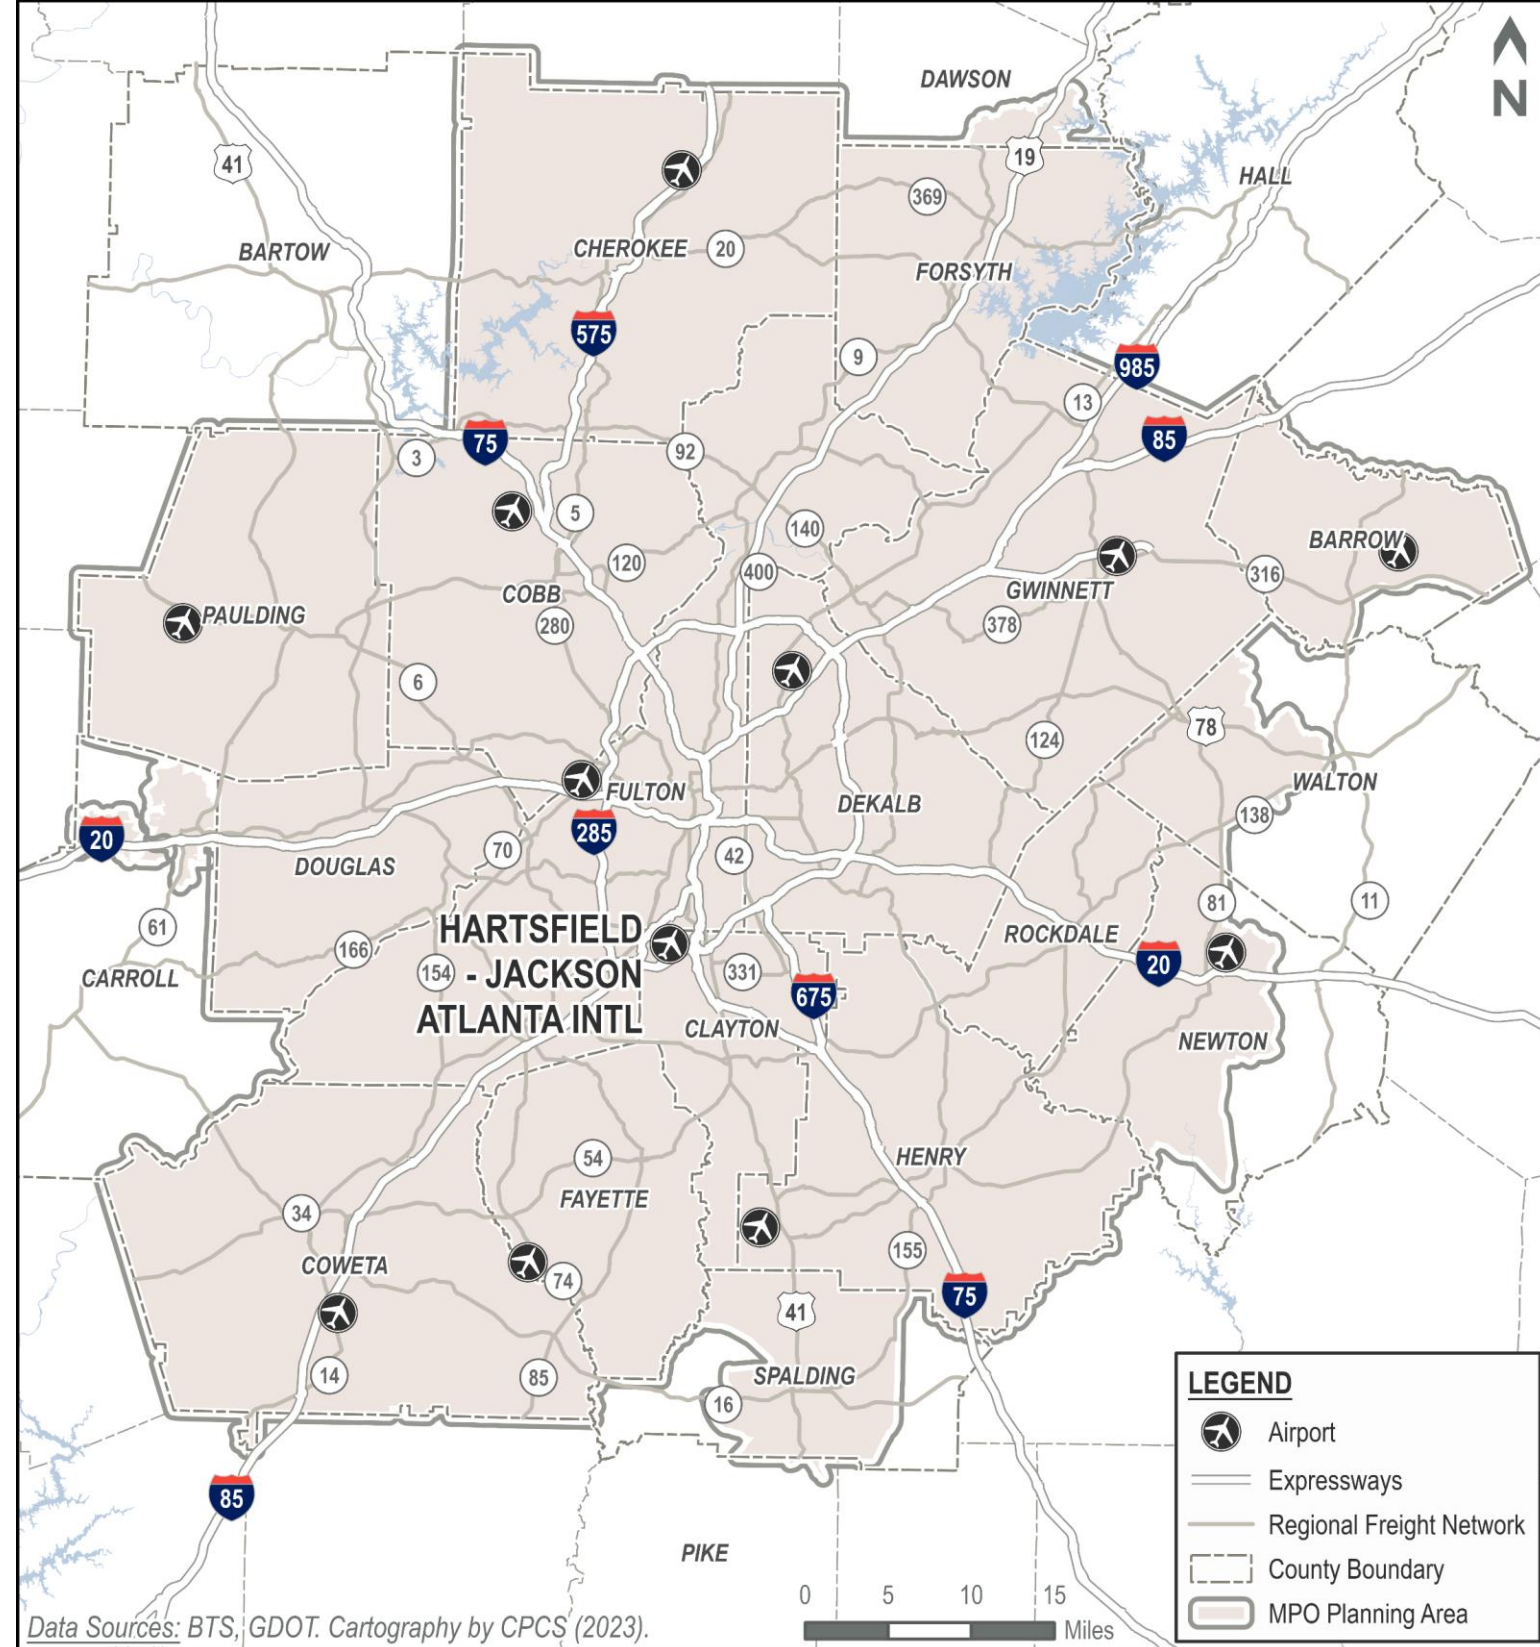 DAWSON
N
41
19
HALL
369
BARTOW
CHEROKEE
20
FORSYTH
575
9
985
13
85
75
92
3
5
140
BARROW
120
400
316
COBB
GWINNETT
PAULDING
280
378
6
78
124
WALTON
FULTON
DEKALB
138
20
285
70
42
DOUGLAS
81
11
61
HARTSFIELD
- JACKSON
ATLANTA INTL
166
ROCKDALE
154
331
20
CARROLL
675
CLAYTON
NEWTON
54
HENRY
FAYETTE
34
155
COWETA
74
75
41
14
85
SPALDING
16
85
PIKE
LEGEND
Airport
Expressways
Regional Freight Network
County Boundary
MPO Planning Area
0 5 10 15
Miles
Data Sources: BTS, GDOT. Cartography by CPCS (2023).